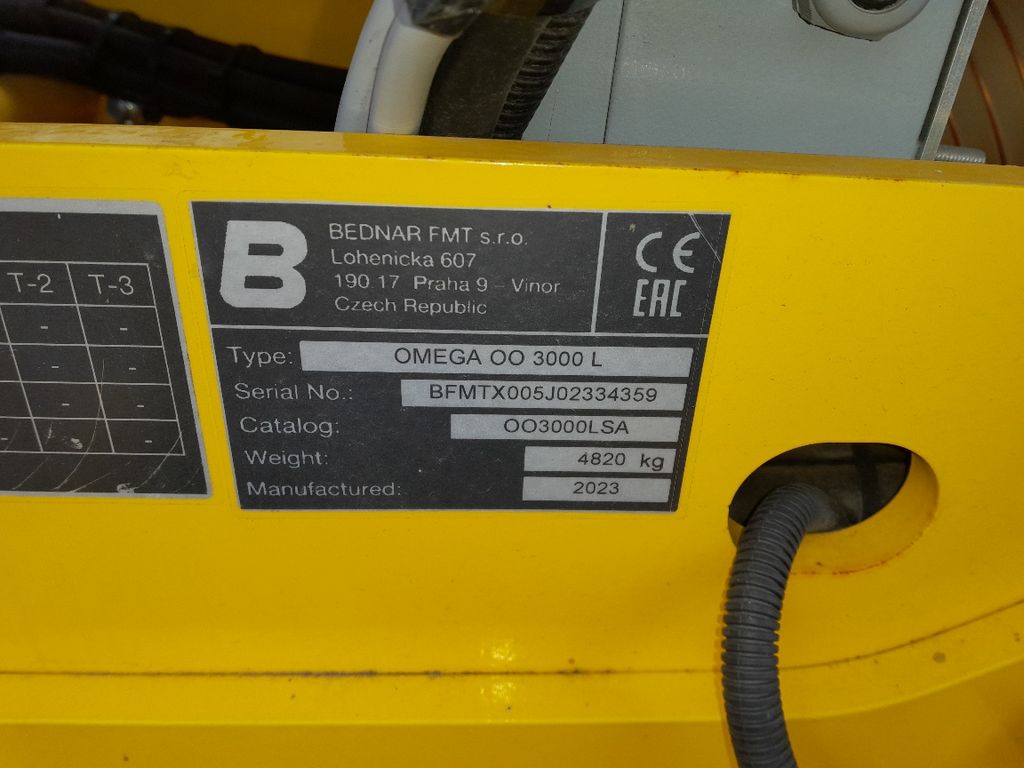 T-2 T-3
- -
- -
- -
- - -
B
BEDNAR FMT s.r.o.
Lohenicka 607
190 17 Praha 9 – Vinor
Czech Republic
CE
EAC
Type: OMEGA OO 3000 L
Serial No.: BFMTX005J02334359
Catalog: OO3000LSA
Weight: 4820 kg
Manufactured: 2023